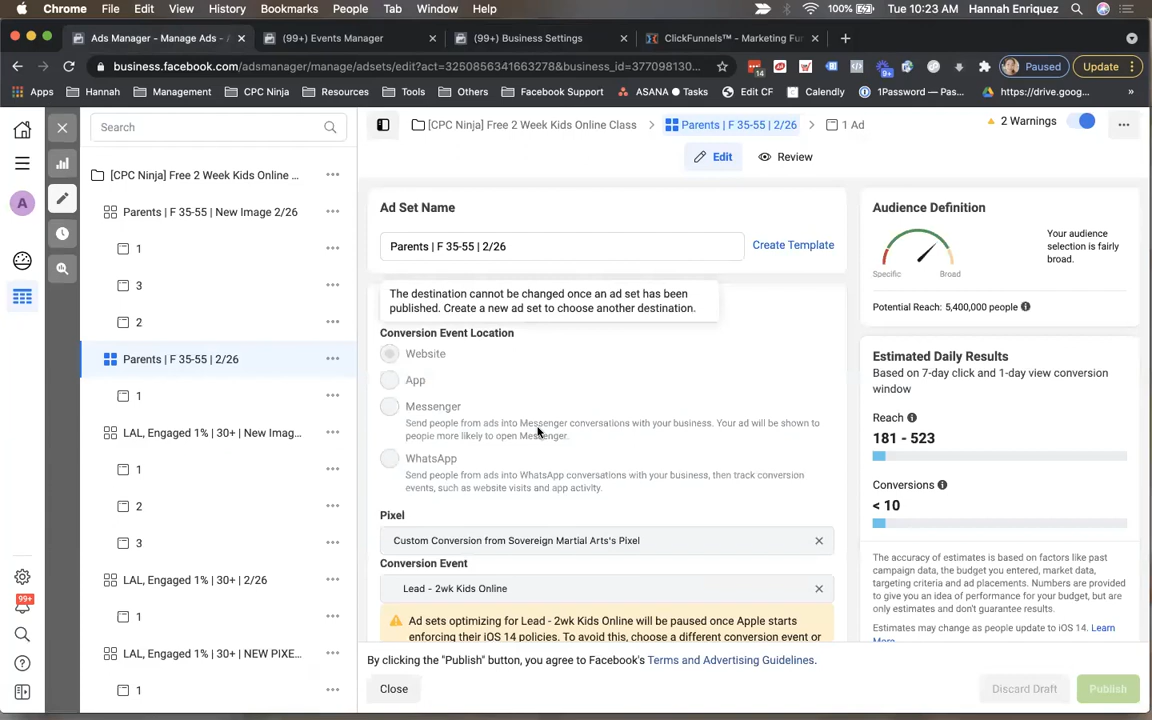 Chrome File Edit View History Bookmarks People Tab Window Help 100% Tue 10:23 AM Hannah Enriquez
Ads Manager - Manage Ads - (99+) Events Manager (99+) Business Settings ClickFunnels™ - Marketing Fu
business.facebook.com/adsmanager/manage/adsets/edit?act=3250856341663278&business_id=377098130... 14 9+ Paused Update
Apps Hannah Management CPC Ninja Resources Tools Others Facebook Support ASANA Tasks Edit CF Calendly 1Password — Pas... https://drive.goog... »
Search
[CPC Ninja] Free 2 Week Kids Online Class
Parents | F 35-55 | 2/26
1 Ad
2 Warnings
Edit
Review
A
[CPC Ninja] Free 2 Week Kids Online ...
Parents | F 35-55 | New Image 2/26
1
3
2
Parents | F 35-55 | 2/26
1
LAL, Engaged 1% | 30+ | New Imag...
1
2
3
LAL, Engaged 1% | 30+ | 2/26
1
LAL, Engaged 1% | 30+ | NEW PIXE...
1
99+
Ad Set Name
Parents | F 35-55 | 2/26
Create Template
The destination cannot be changed once an ad set has been
published. Create a new ad set to choose another destination.
Conversion Event Location
Website
App
Messenger
Send people from ads into Messenger conversations with your business. Your ad will be shown to
people more likely to open Messenger.
WhatsApp
Send people from ads into WhatsApp conversations with your business, then track conversion
events, such as website visits and app activity.
Pixel
Custom Conversion from Sovereign Martial Arts's Pixel
Conversion Event
Lead - 2wk Kids Online
Ad sets optimizing for Lead - 2wk Kids Online will be paused once Apple starts
enforcing their iOS 14 policies. To avoid this, choose a different conversion event or
By clicking the "Publish" button, you agree to Facebook's Terms and Advertising Guidelines.
Close
Discard Draft
Publish
Audience Definition
Specific
Broad
Your audience
selection is fairly
broad.
Potential Reach: 5,400,000 people
Estimated Daily Results
Based on 7-day click and 1-day view conversion
window
Reach
181 - 523
Conversions
< 10
The accuracy of estimates is based on factors like past
campaign data, the budget you entered, market data,
targeting criteria and ad placements. Numbers are provided
to give you an idea of performance for your budget, but are
only estimates and don't guarantee results.
Estimates may change as people update to iOS 14. Learn
More